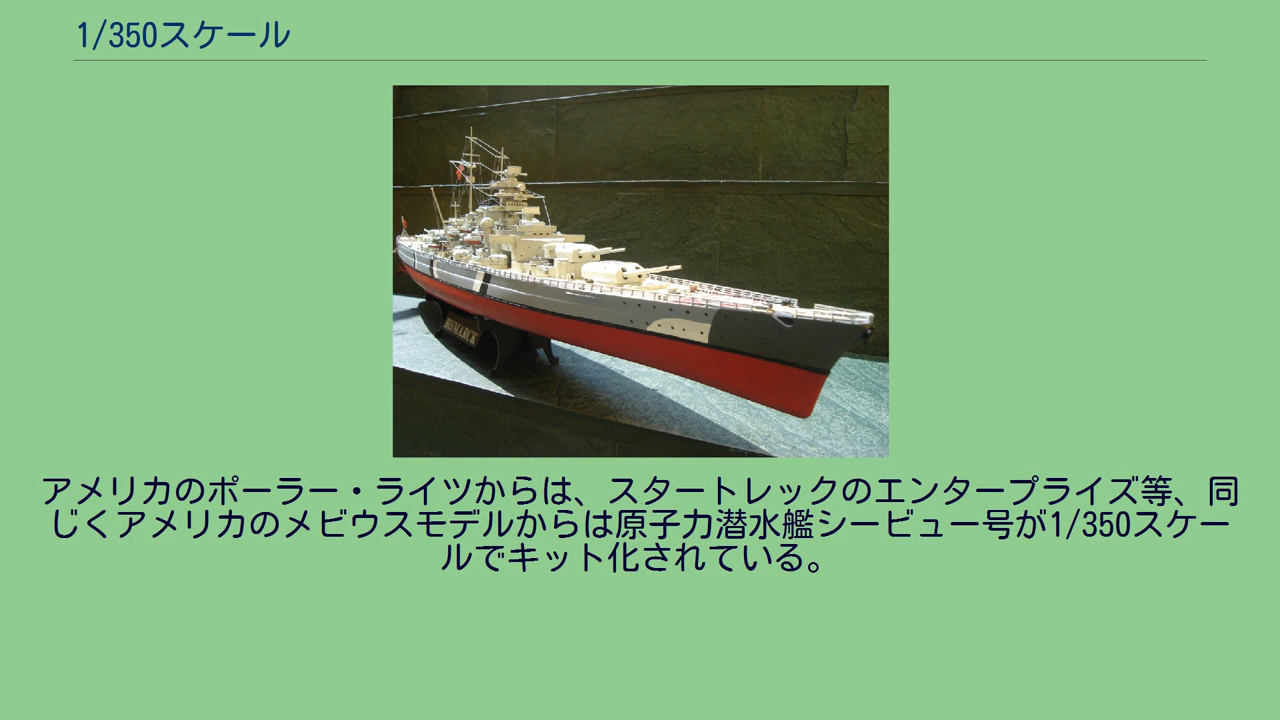 1/350スケール
BISMARCK
アメリカのポーラー・ライツからは、スタートレックのエンタープライズ等、同
じくアメリカのメビウスモデルからは原子力潜水艦シービュー号が1/350スケー
ルでキット化されている。